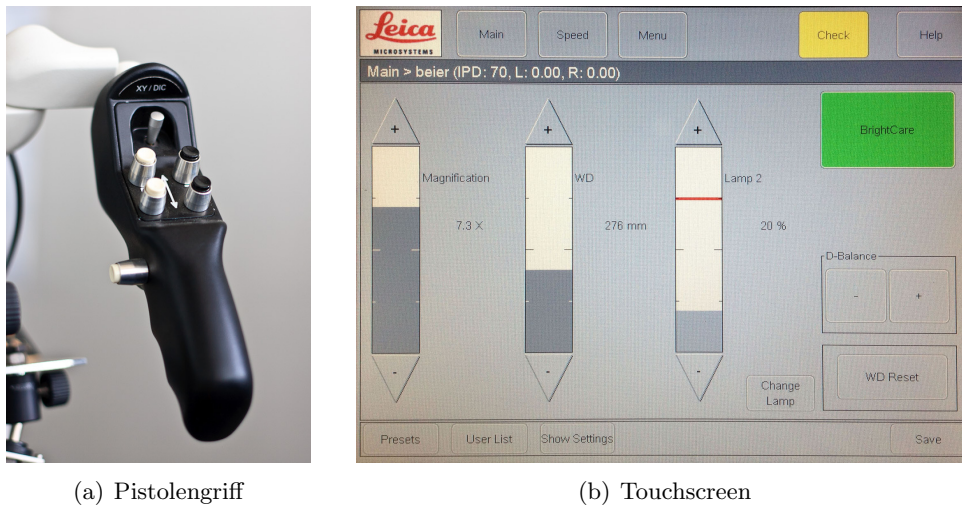 XY / DIC
Leica
MICROSYSTEMS
Main
Speed
Menu
Check
Help
Main > beier (IPD: 70, L: 0.00, R: 0.00)
+
+
+
BrightCare
Magnification
WD
Lamp 2
7.3 X
276 mm
20 %
D-Balance
-
+
-
-
-
WD Reset
Change
Lamp
Presets
User List
Show Settings
Save
(a) Pistolengriff
(b) Touchscreen